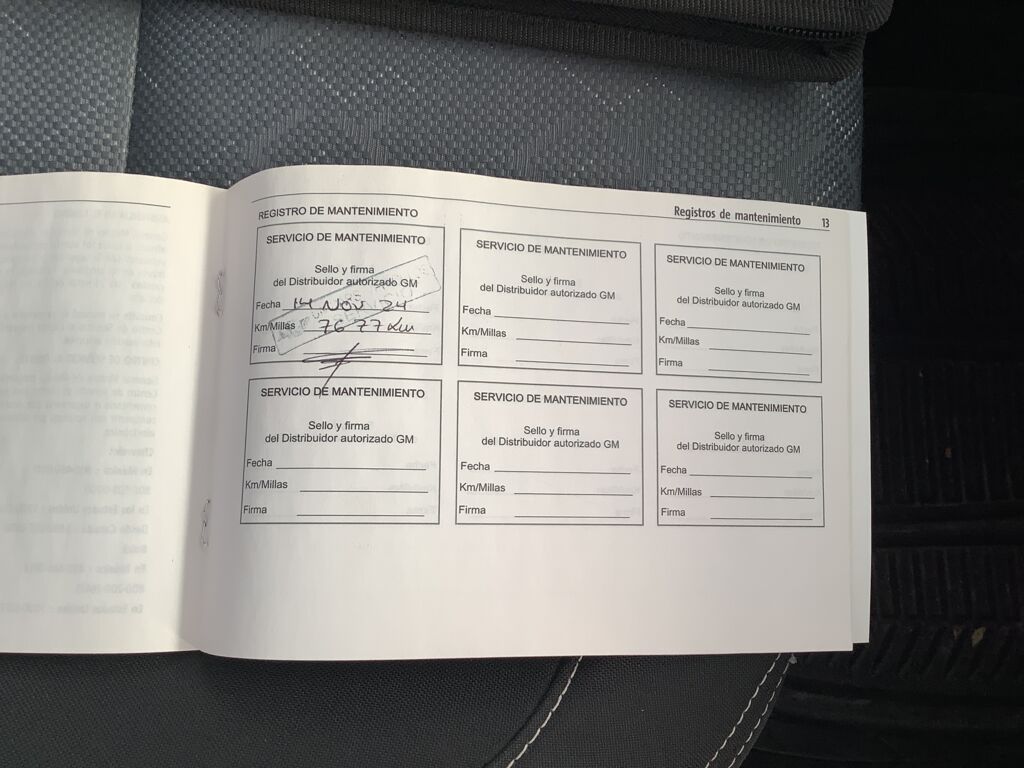 Registros de mantenimiento 13
REGISTRO DE MANTENIMIENTO
SERVICIO DE MANTENIMIENTO
Sello y firma
del Distribuidor autorizado GM
Fecha 14 NOV 24
Km/Millas 7677 Km
Firma
SERVICIO DE MANTENIMIENTO
Sello y firma
del Distribuidor autorizado GM
Fecha
Km/Millas
Firma
SERVICIO DE MANTENIMIENTO
Sello y firma
del Distribuidor autorizado GM
Fecha
Km/Millas
Firma
SERVICIO DE MANTENIMIENTO
Sello y firma
del Distribuidor autorizado GM
Fecha
Km/Millas
Firma
SERVICIO DE MANTENIMIENTO
Sello y firma
del Distribuidor autorizado GM
Fecha
Km/Millas
Firma
SERVICIO DE MANTENIMIENTO
Sello y firma
del Distribuidor autorizado GM
Fecha
Km/Millas
Firma